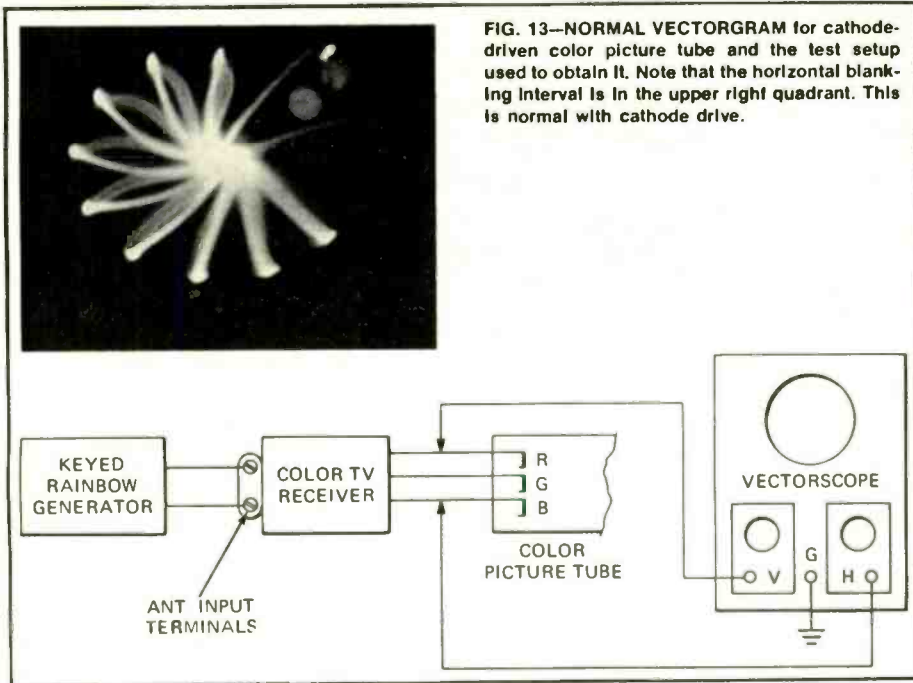 FIG. 13—NORMAL VECTORGRAM for cathode-
driven color picture tube and the test setup
used to obtain it. Note that the horizontal blank-
ing interval is in the upper right quadrant. This
is normal with cathode drive.
KEYED
RAINBOW
GENERATOR
ANT INPUT
TERMINALS
COLOR TV
RECEIVER
R
G
B
COLOR
PICTURE TUBE
VECTORSCOPE
V
G
H